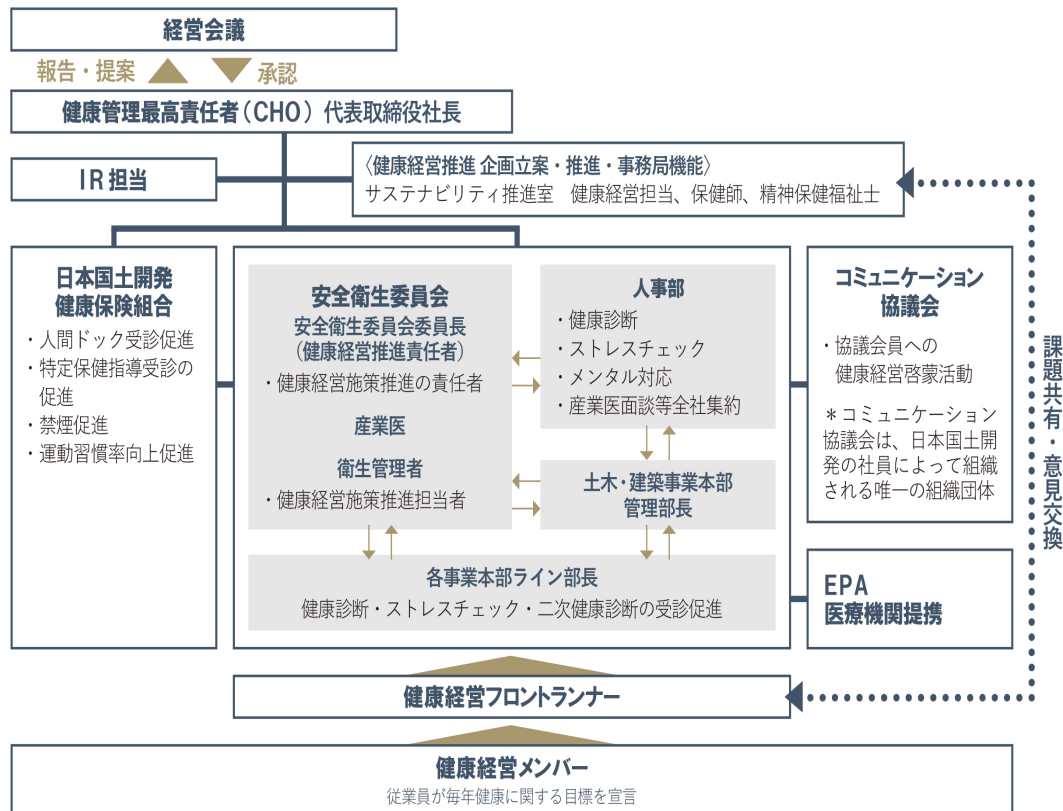 経営会議
報告・提案
承認
健康管理最高責任者(CHO) 代表取締役社長
IR 担当
〈健康経営推進 企画立案・推進・事務局機能〉
サステナビリティ推進室　健康経営担当、保健師、精神保健福祉士
日本国土開発
健康保険組合
・人間ドック受診促進
・特定保健指導受診の
促進
・禁煙促進
・運動習慣率向上促進
安全衛生委員会
安全衛生委員会委員長
(健康経営推進責任者)
・健康経営施策推進の責任者
産業医
衛生管理者
・健康経営施策推進担当者
人事部
・健康診断
・ストレスチェック
・メンタル対応
・産業医面談等全社集約
土木・建築事業本部
管理部長
各事業本部ライン部長
健康診断・ストレスチェック・二次健康診断の受診促進
コミュニケーション
協議会
・協議会員への
健康経営啓蒙活動
＊コミュニケーション
協議会は、日本国土開
発の社員によって組織
される唯一の組織団体
EPA
医療機関提携
課題共有・意見交換
健康経営フロントランナー
健康経営メンバー
従業員が毎年健康に関する目標を宣言